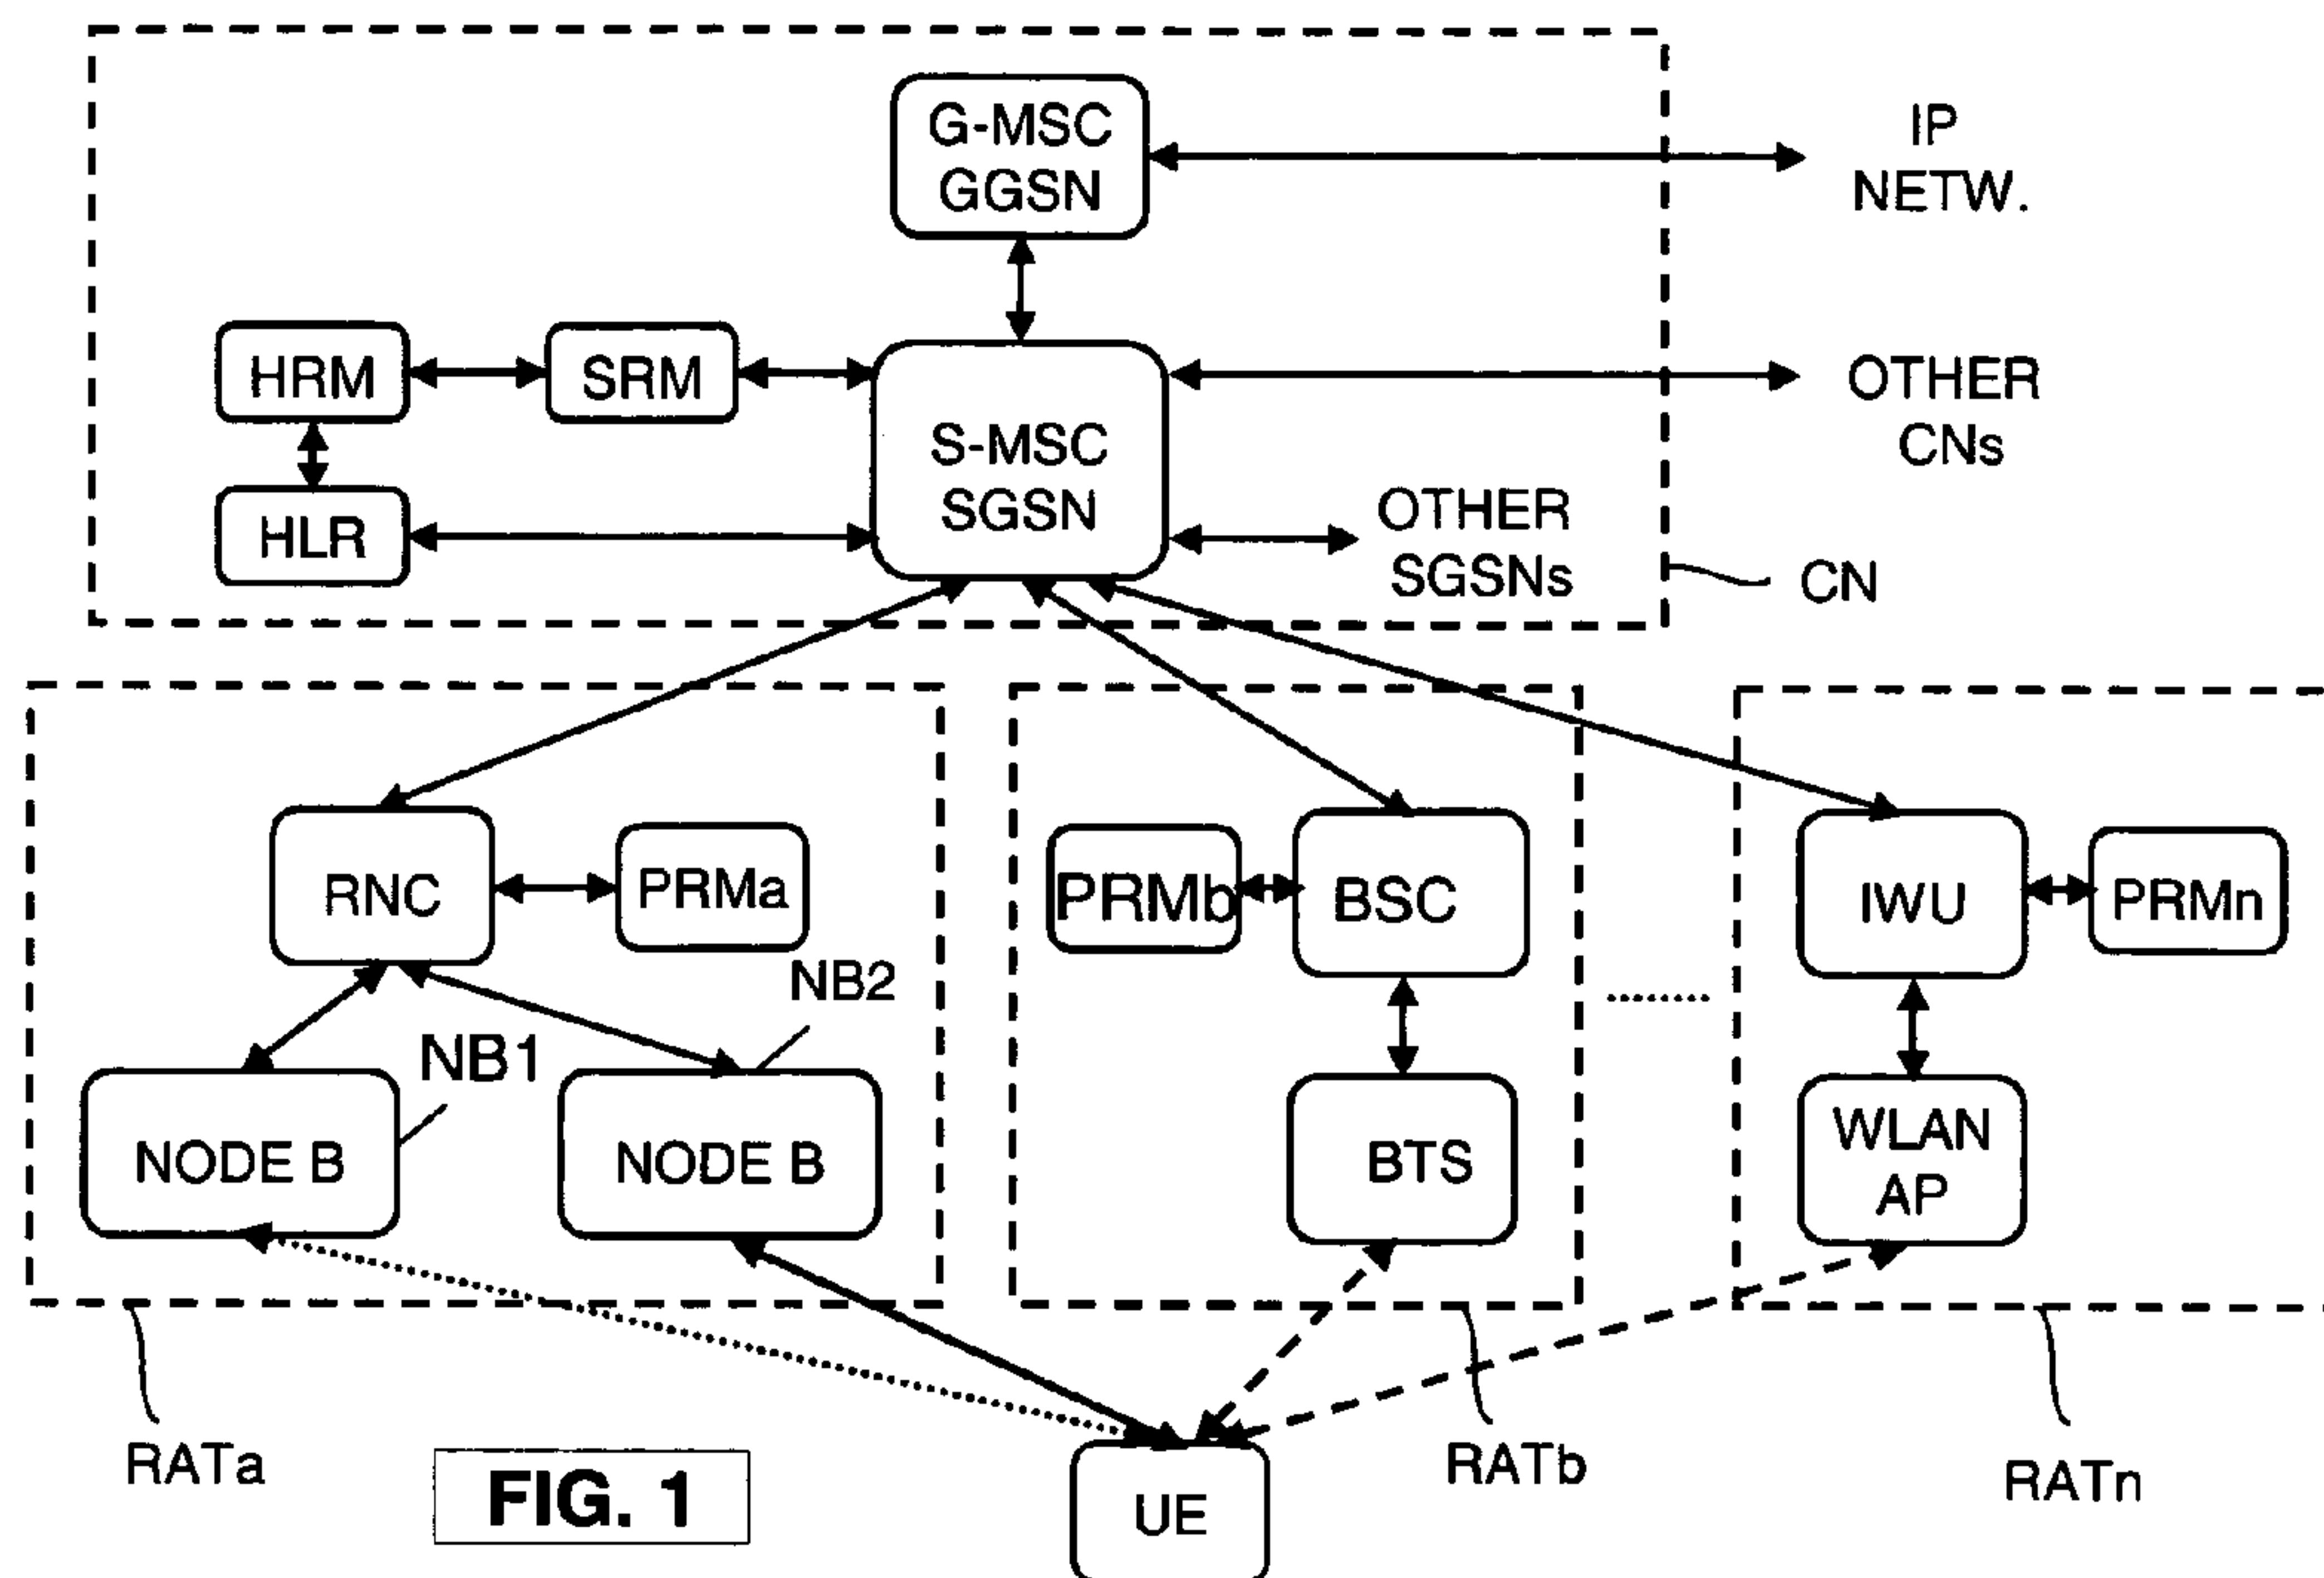 G-MSC
GGSN
IP
NETW.
HRM
SRM
S-MSC
SGSN
OTHER
CNs
HLR
OTHER
SGSNs
CN
RNC
PRMa
PRMb
BSC
IWU
PRMn
NB2
NB1
NODE B
NODE B
BTS
WLAN
AP
RATa
FIG. 1
UE
RATb
RATn